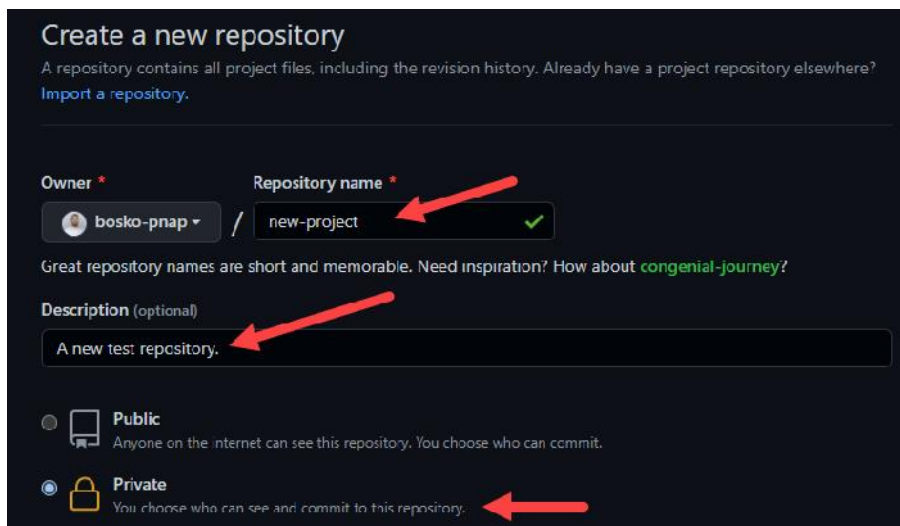 Create a new repository
A repository contains all project files, including the revision history. Already have a project repository elsewhere?
Import a repository.
Owner * Repository name *
bosko-pnap / new-project
Great repository names are short and memorable. Need inspiration? How about congenial-journey?
Description (optional)
A new test repository.
Public
Anyone on the internet can see this repository. You choose who can commit.
Private
You choose who can see and commit to this repository.